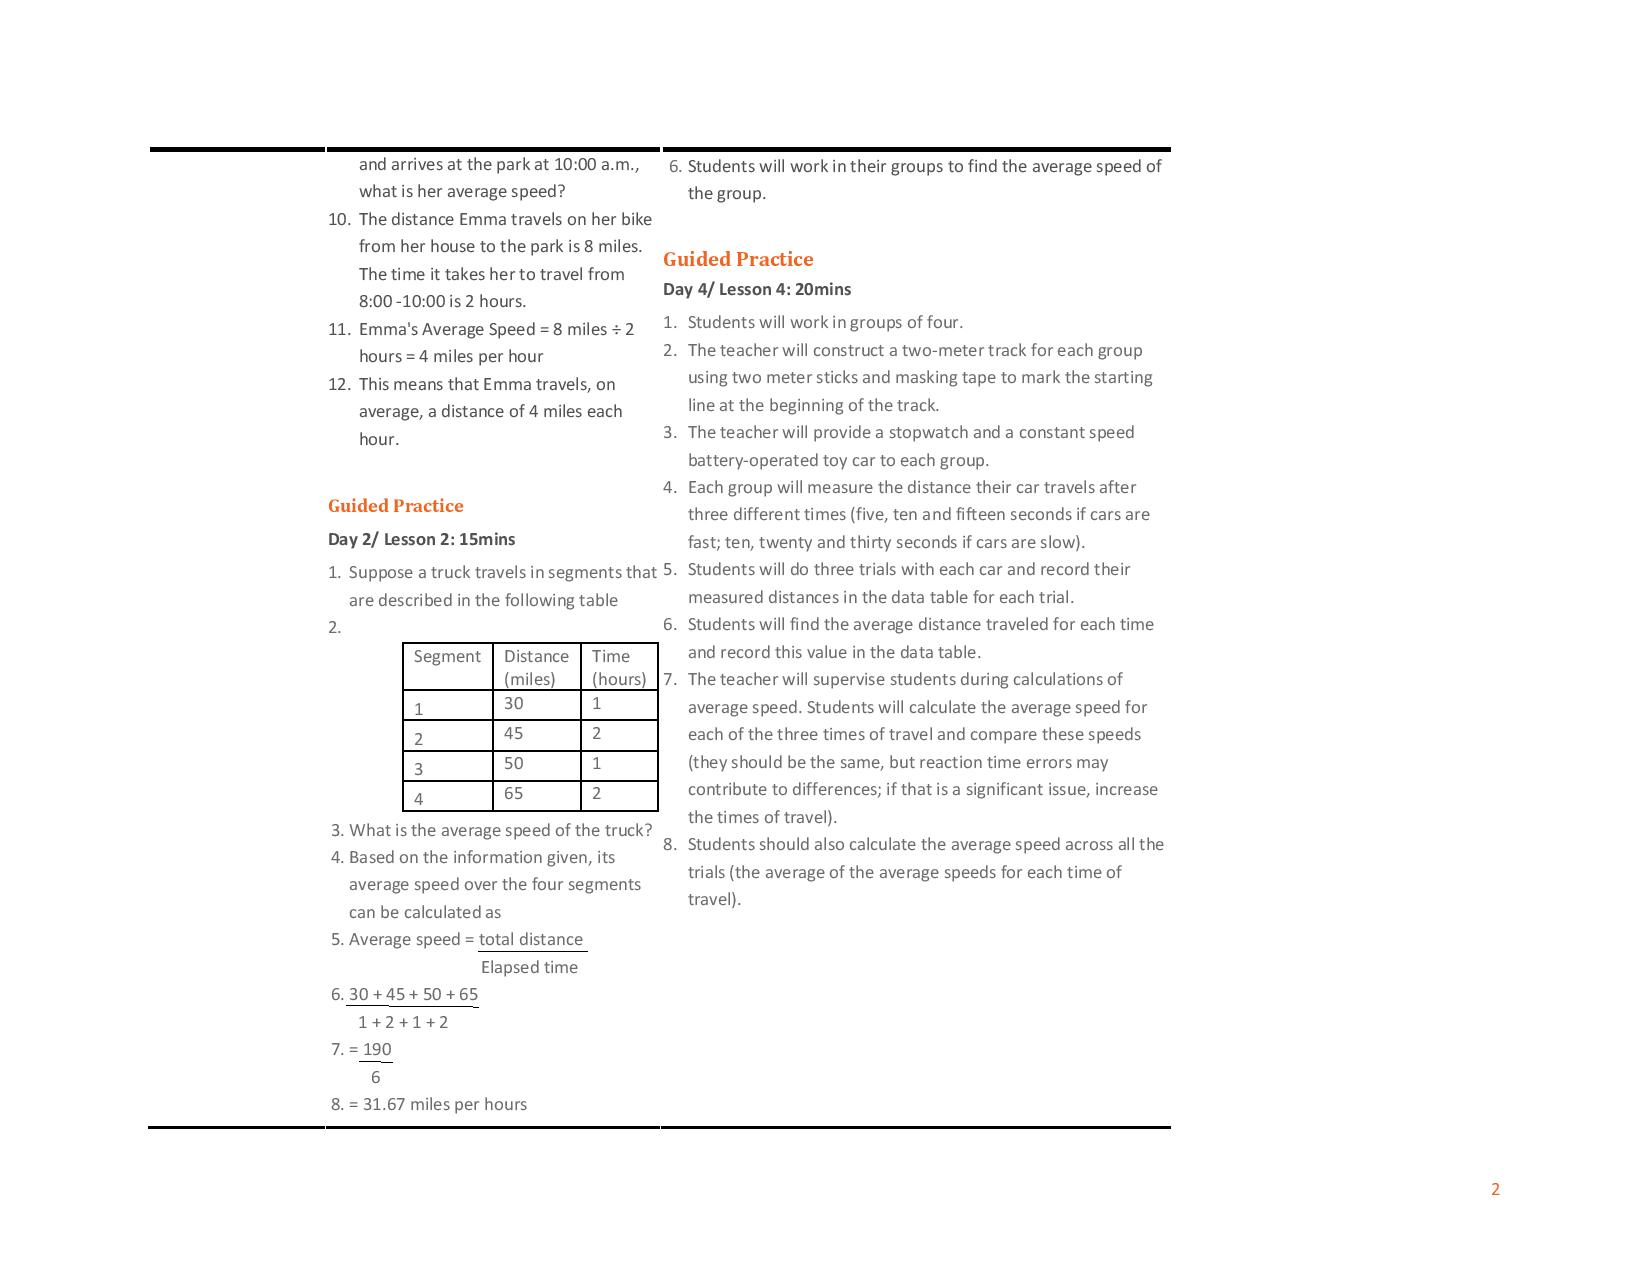 and arrives at the park at 10:00 a.m.,
what is her average speed?
10. The distance Emma travels on her bike
from her house to the park is 8 miles.
The time it takes her to travel from
8:00 -10:00 is 2 hours.
11. Emma's Average Speed = 8 miles ÷ 2
hours = 4 miles per hour
12. This means that Emma travels, on
average, a distance of 4 miles each
hour.
Guided Practice
Day 2/ Lesson 2: 15mins
1. Suppose a truck travels in segments that
are described in the following table
2.
Segment Distance Time
(miles) (hours)
1 30 1
2 45 2
3 50 1
4 65 2
3. What is the average speed of the truck?
4. Based on the information given, its
average speed over the four segments
can be calculated as
5. Average speed = total distance
Elapsed time
6. 30 + 45 + 50 + 65
1 + 2 + 1 + 2
7. = 190
6
8. = 31.67 miles per hours
6. Students will work in their groups to find the average speed of
the group.
Guided Practice
Day 4/ Lesson 4: 20mins
1. Students will work in groups of four.
2. The teacher will construct a two-meter track for each group
using two meter sticks and masking tape to mark the starting
line at the beginning of the track.
3. The teacher will provide a stopwatch and a constant speed
battery-operated toy car to each group.
4. Each group will measure the distance their car travels after
three different times (five, ten and fifteen seconds if cars are
fast; ten, twenty and thirty seconds if cars are slow).
5. Students will do three trials with each car and record their
measured distances in the data table for each trial.
6. Students will find the average distance traveled for each time
and record this value in the data table.
7. The teacher will supervise students during calculations of
average speed. Students will calculate the average speed for
each of the three times of travel and compare these speeds
(they should be the same, but reaction time errors may
contribute to differences; if that is a significant issue, increase
the times of travel).
8. Students should also calculate the average speed across all the
trials (the average of the average speeds for each time of
travel).
2